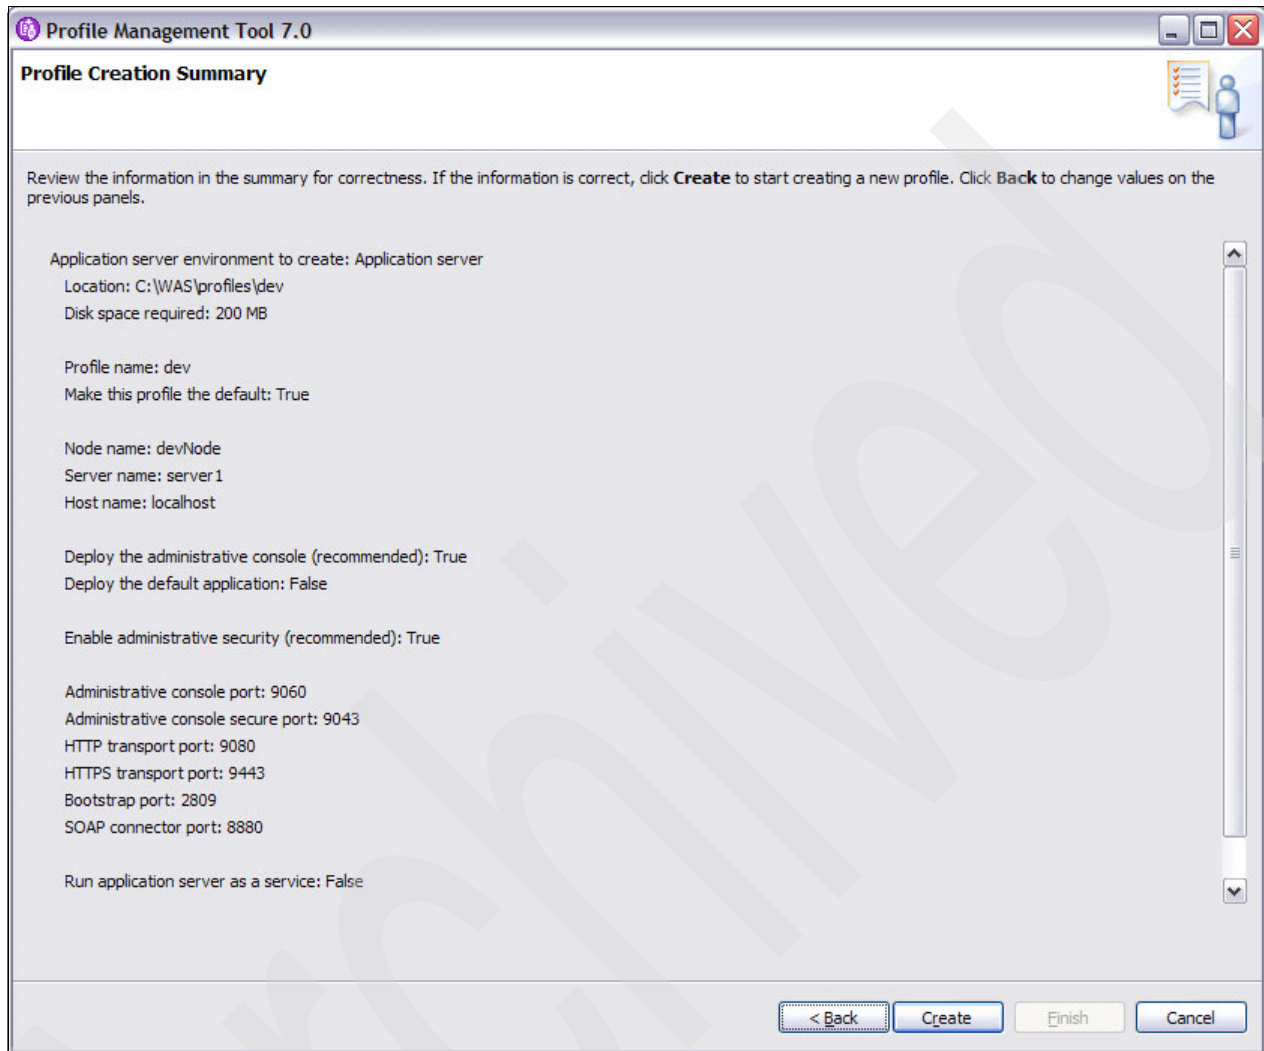 Profile Management Tool 7.0
Profile Creation Summary
Review the information in the summary for correctness. If the information is correct, click Create to start creating a new profile. Click Back to change values on the
previous panels.
Application server environment to create: Application server
Location: C:\WAS\profiles\dev
Disk space required: 200 MB
Profile name: dev
Make this profile the default: True
Node name: devNode
Server name: server1
Host name: localhost
Deploy the administrative console (recommended): True
Deploy the default application: False
Enable administrative security (recommended): True
Administrative console port: 9060
Administrative console secure port: 9043
HTTP transport port: 9080
HTTPS transport port: 9443
Bootstrap port: 2809
SOAP connector port: 8880
Run application server as a service: False
< Back Create Finish Cancel
Archived